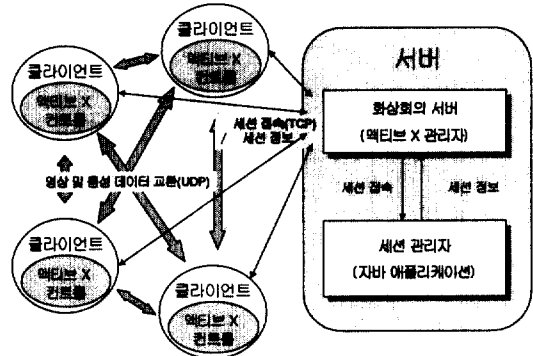 클라이언트
액티브 X
컨트롤
클라이언트
액티브 X
컨트롤
서버
화상회의 서버
(액티브 X 관리자)
세션 접속(TCP)
세션 정보
영상 및 음성 데이터 교환(UDP)
세션 접속
세션 정보
클라이언트
액티브 X
컨트롤
클라이언트
액티브 X
컨트롤
세션 관리자
(자바 애플리케이션)